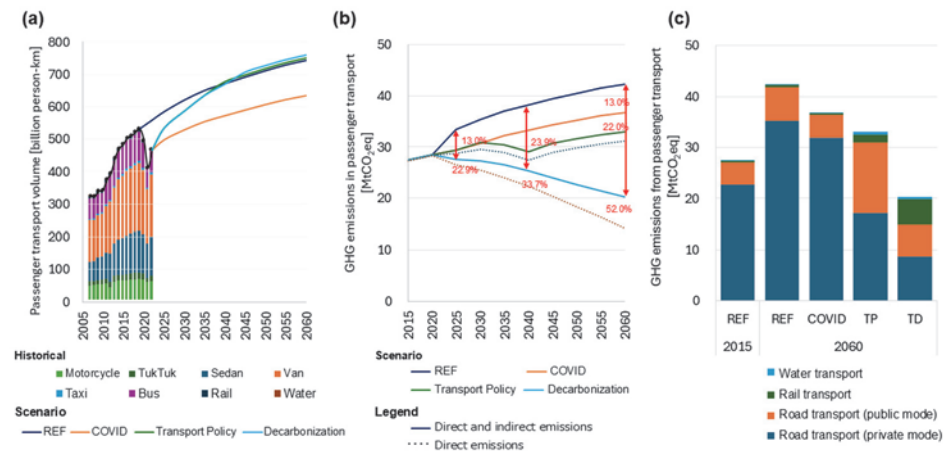 (a)
Passenger transport volume [billion person-km]
800
700
600
500
400
300
200
100
0
2005
2010
2015
2020
2025
2030
2035
2040
2045
2050
2055
2060
Historical
Motorcycle TukTuk Sedan Van
Taxi Bus Rail Water
Scenario
REF COVID Transport Policy Decarbonization
(b)
GHG emissions in passenger transport
[MtCO2eq]
50
40
30
20
10
0
13.0%
22.9%
23.9%
33.7%
13.0%
22.0%
52.0%
2015
2020
2025
2030
2035
2040
2045
2050
2055
2060
Scenario
REF COVID
Transport Policy Decarbonization
Legend
Direct and indirect emissions
Direct emissions
(c)
GHG emissions from passenger transport
[MtCO2eq]
50
40
30
20
10
0
REF REF COVID TP TD
2015 2060
Water transport
Rail transport
Road transport (public mode)
Road transport (private mode)